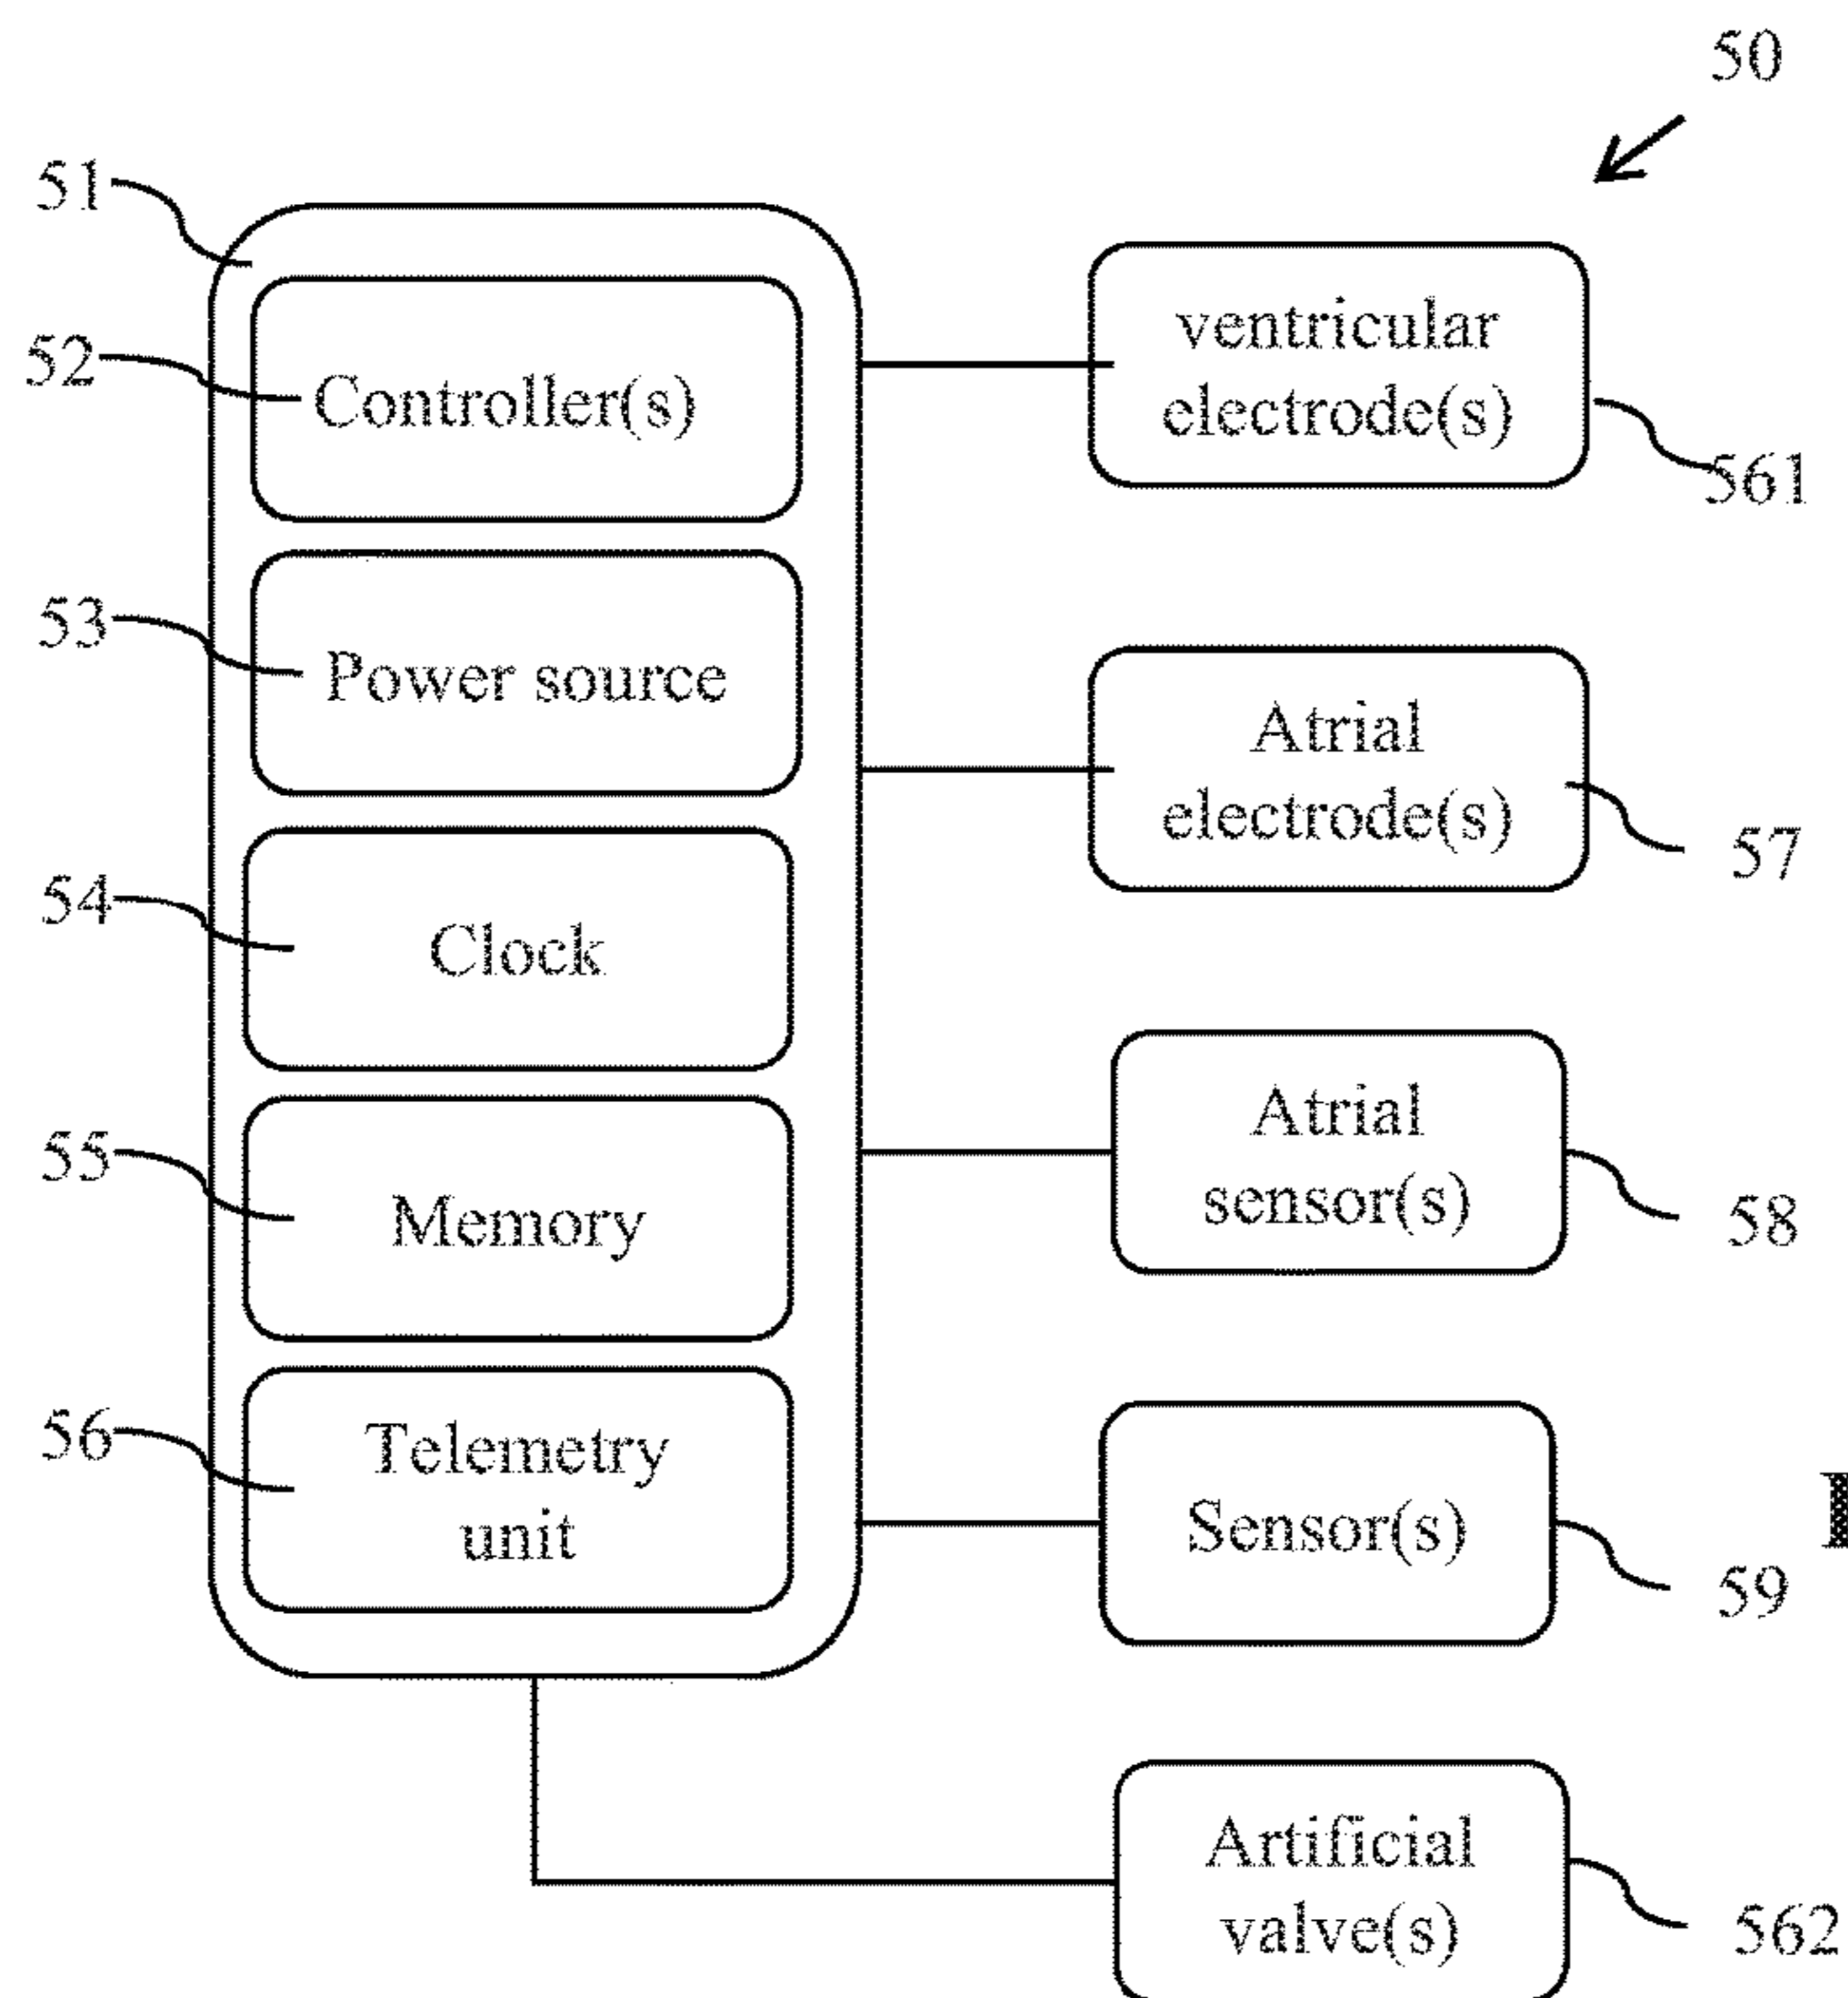 50
51
52
Controller(s)
53
Power source
54
Clock
55
Memory
56
Telemetry
unit
ventricular
electrode(s)
561
Atrial
electrode(s)
57
Atrial
sensor(s)
58
Sensor(s)
59
Artificial
valve(s)
562